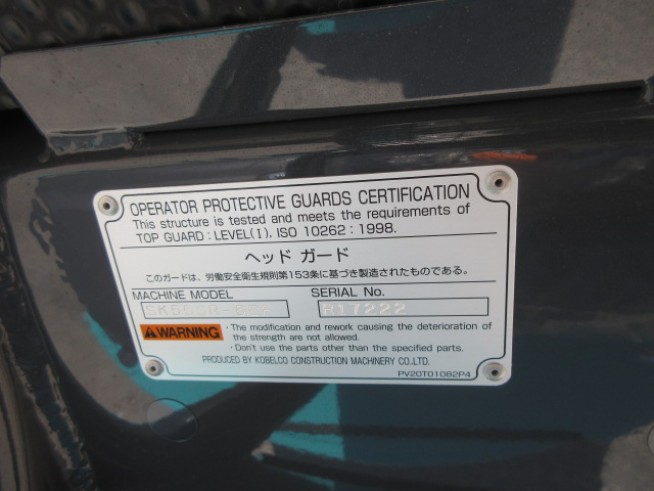 OPERATOR PROTECTIVE GUARDS CERTIFICATION
This structure is tested and meets the requirements of
TOP GUARD : LEVEL(I), ISO 10262 : 1998.
ヘッド ガード
このガードは、労働安全衛生規則第153条に基づき製造されたものである。
MACHINE MODEL SERIAL No.
P17222
WARNING
・The modification and rework causing the deterioration of
the strength are not allowed.
・Don't use the parts other than the specified parts.
PRODUCED BY KOBELCO CONSTRUCTION MACHINERY CO.,LTD.
PV20T01082P4